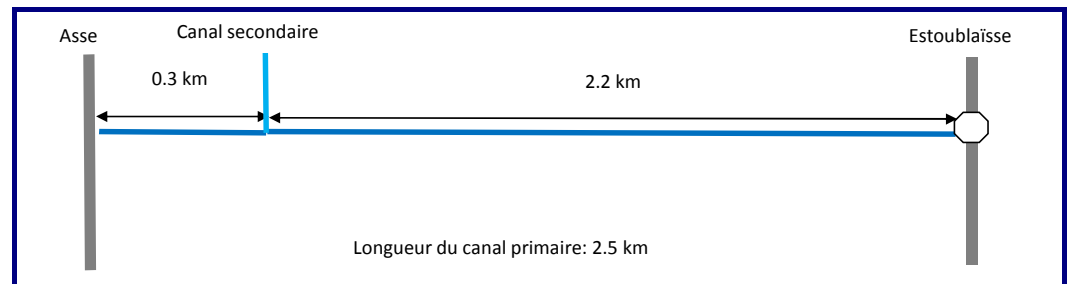 Asse
Canal secondaire
Estoublaïsse
0.3 km
2.2 km
Longueur du canal primaire: 2.5 km